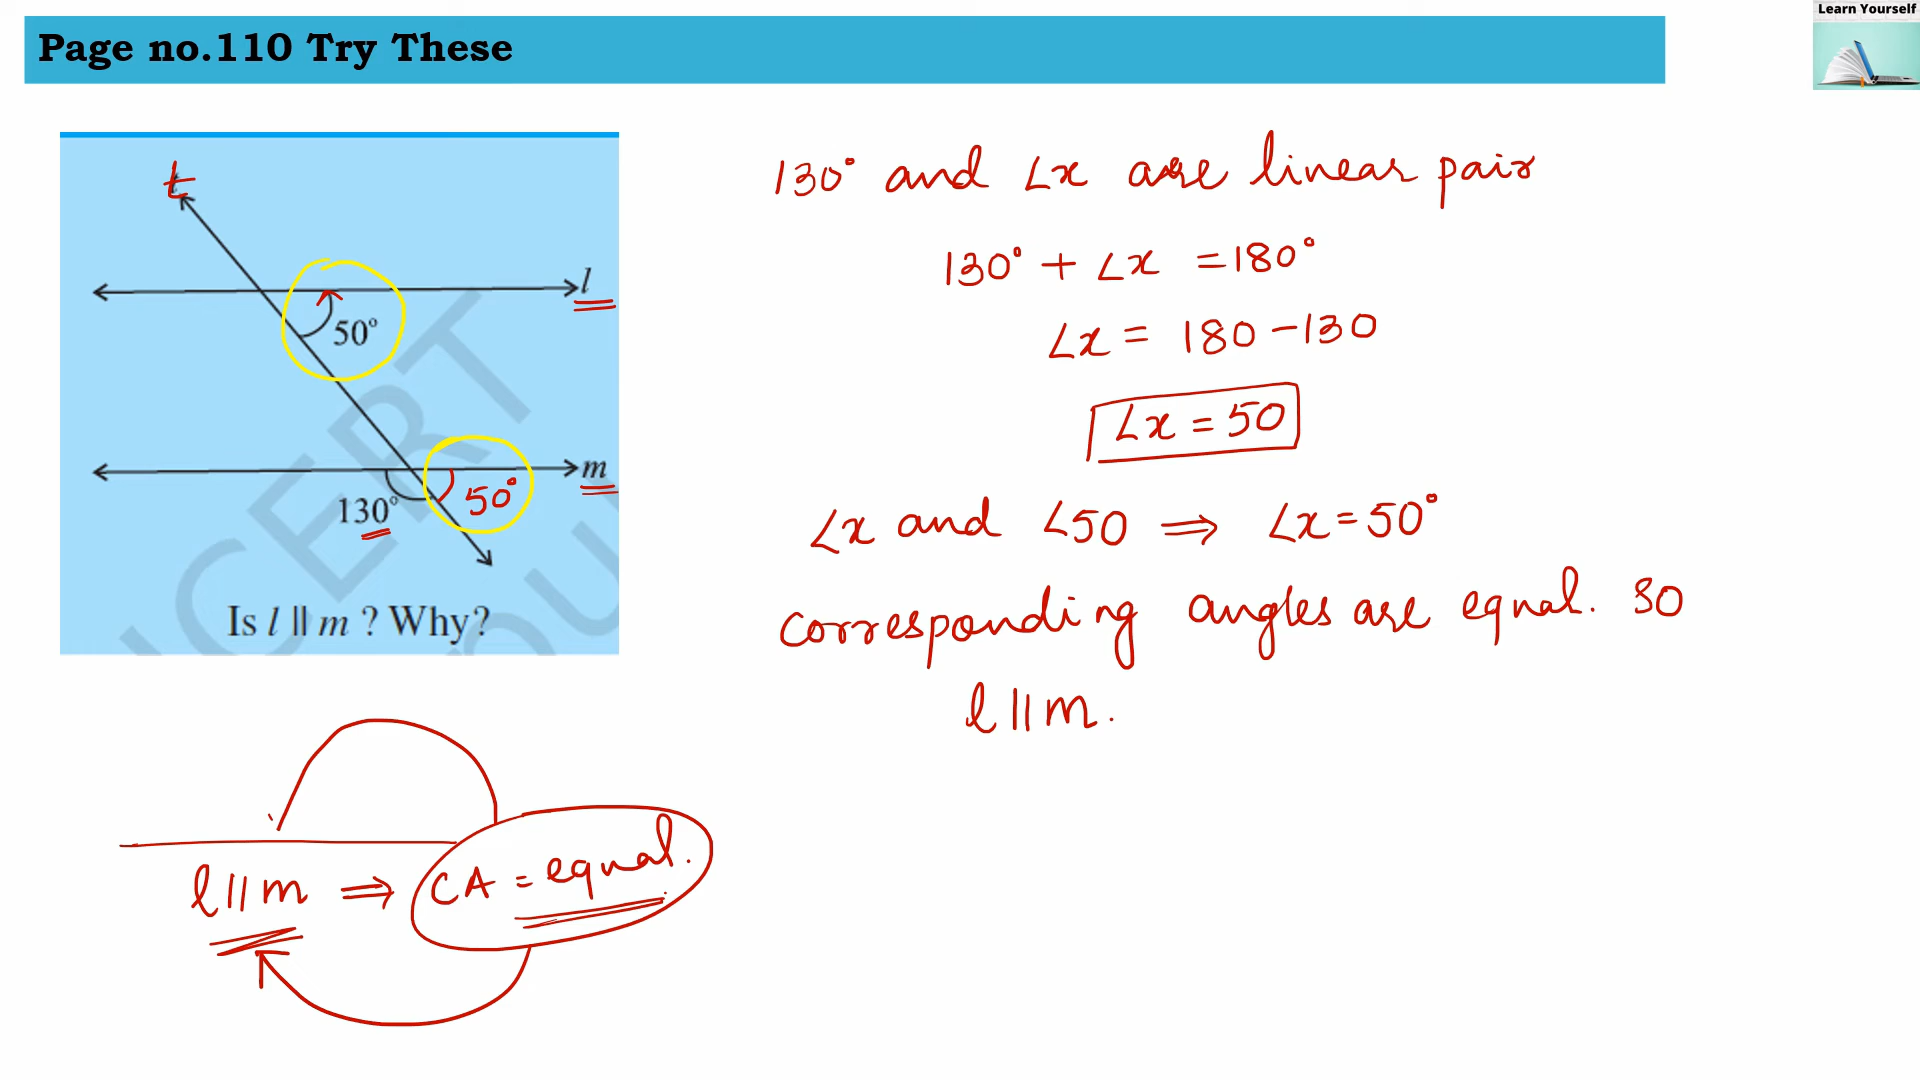 Learn Yourself
Page no.110 Try These
t
l
50°
m
130° 50°
Is l || m ? Why?
NCERT
130° and ∠x are linear pair
130° + ∠x = 180°
∠x = 180 - 130
∠x = 50
∠x and ∠50 ⇒ ∠x = 50°
corresponding angles are equal. so
l || m.
l || m ⇒ CA = equal.